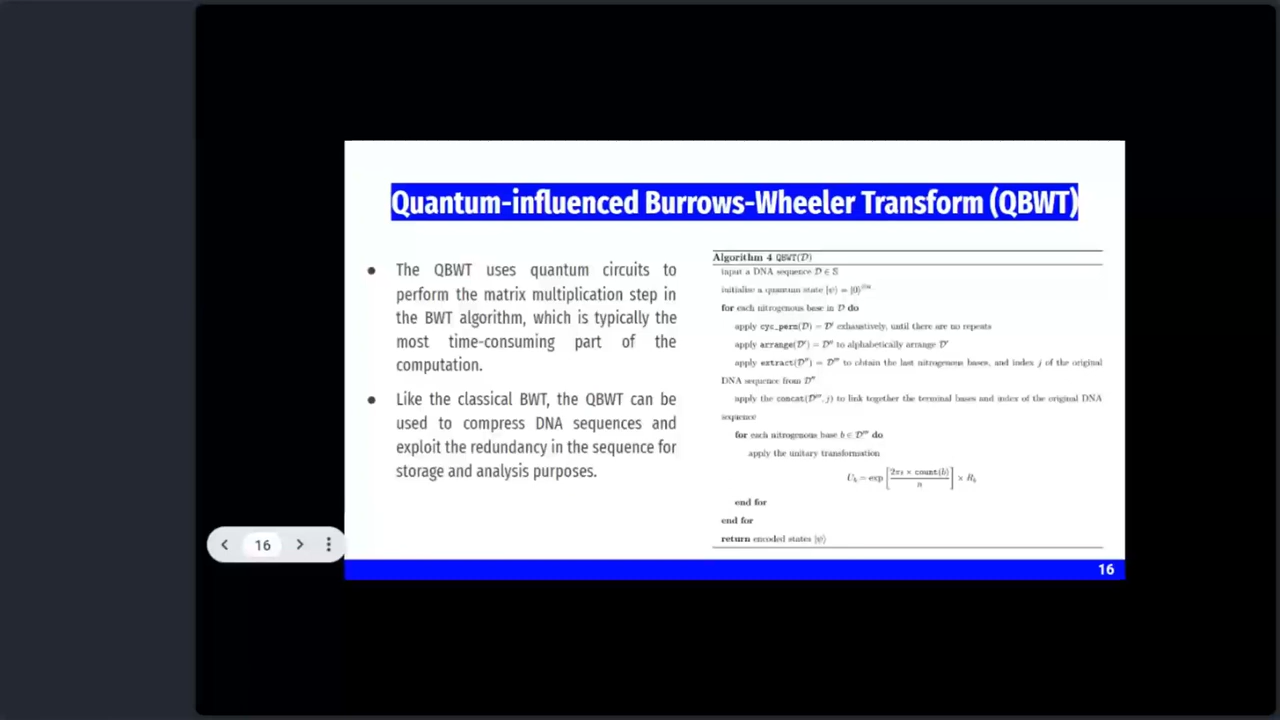 Quantum-influenced Burrows-Wheeler Transform (QBWT)
● The QBWT uses quantum circuits to
perform the matrix multiplication step in
the BWT algorithm, which is typically the
most time-consuming part of the
computation.
● Like the classical BWT, the QBWT can be
used to compress DNA sequences and
exploit the redundancy in the sequence for
storage and analysis purposes.
Algorithm 4 QBWT(𝒟)
input a DNA sequence 𝒟 ∈ 𝕊
initialise a quantum state |ψ⟩ = |0⟩
for each nitrogenous base in 𝒟 do
apply cyc_perm(𝒟) = 𝒟′ exhaustively, until there are no repeats
apply arrange(𝒟′) = 𝒟″ to alphabetically arrange 𝒟′
apply extract(𝒟″) = 𝒟‴ to obtain the last nitrogenous bases, and index j of the original
DNA sequence from 𝒟″
apply the concat(𝒟‴, j) to link together the terminal bases and index of the original DNA
sequence
for each nitrogenous base b ∈ 𝒟‴ do
apply the unitary transformation
= exp [2πi × count(b) / n] ×
end for
end for
return encoded states |ψ⟩
16
16